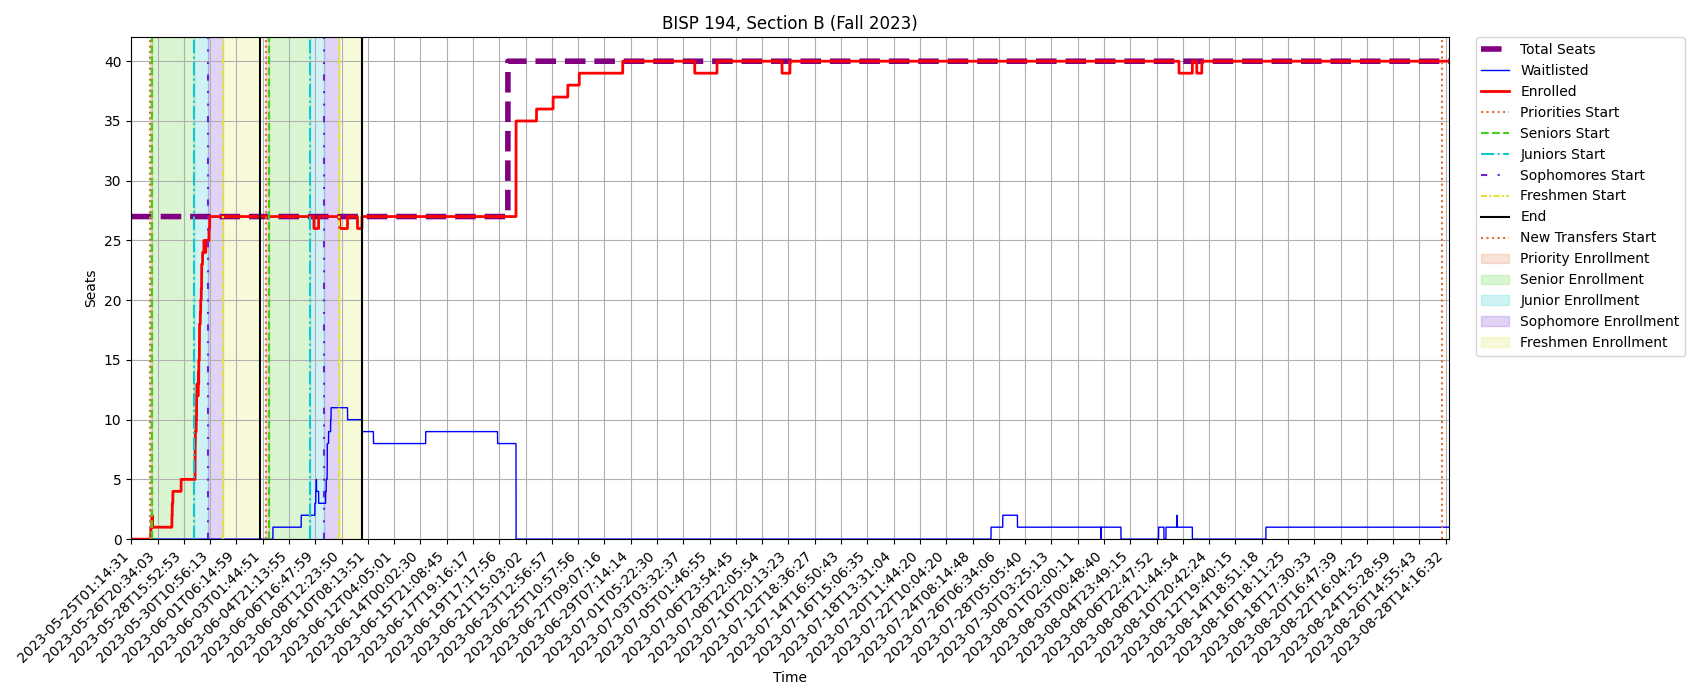 BISP 194, Section B (Fall 2023)
Seats
40
35
30
25
20
15
10
5
0
2023-05-25T01:14:31
2023-05-26T20:34:03
2023-05-28T15:52:53
2023-05-30T10:56:13
2023-06-01T06:14:59
2023-06-03T01:44:51
2023-06-04T21:13:55
2023-06-06T16:47:59
2023-06-08T12:23:50
2023-06-10T08:13:51
2023-06-12T04:05:01
2023-06-14T00:02:30
2023-06-15T21:08:45
2023-06-17T19:16:17
2023-06-19T17:17:56
2023-06-21T15:03:02
2023-06-23T12:56:57
2023-06-25T10:57:56
2023-06-27T09:07:16
2023-06-29T07:14:14
2023-07-01T05:22:30
2023-07-03T03:32:37
2023-07-05T01:46:55
2023-07-06T23:54:45
2023-07-08T22:05:54
2023-07-10T20:13:23
2023-07-12T18:36:27
2023-07-14T16:50:43
2023-07-16T15:06:35
2023-07-18T13:31:04
2023-07-20T11:44:20
2023-07-22T10:04:20
2023-07-24T08:14:48
2023-07-26T06:34:06
2023-07-28T05:05:40
2023-07-30T03:25:13
2023-08-01T02:00:11
2023-08-03T00:48:40
2023-08-04T23:49:15
2023-08-06T22:47:52
2023-08-08T21:44:54
2023-08-10T20:42:24
2023-08-12T19:40:15
2023-08-14T18:51:18
2023-08-16T18:11:25
2023-08-18T17:30:33
2023-08-20T16:47:39
2023-08-22T16:04:25
2023-08-24T15:28:59
2023-08-26T14:55:43
2023-08-28T14:16:32
Time
Total Seats
Waitlisted
Enrolled
Priorities Start
Seniors Start
Juniors Start
Sophomores Start
Freshmen Start
End
New Transfers Start
Priority Enrollment
Senior Enrollment
Junior Enrollment
Sophomore Enrollment
Freshmen Enrollment